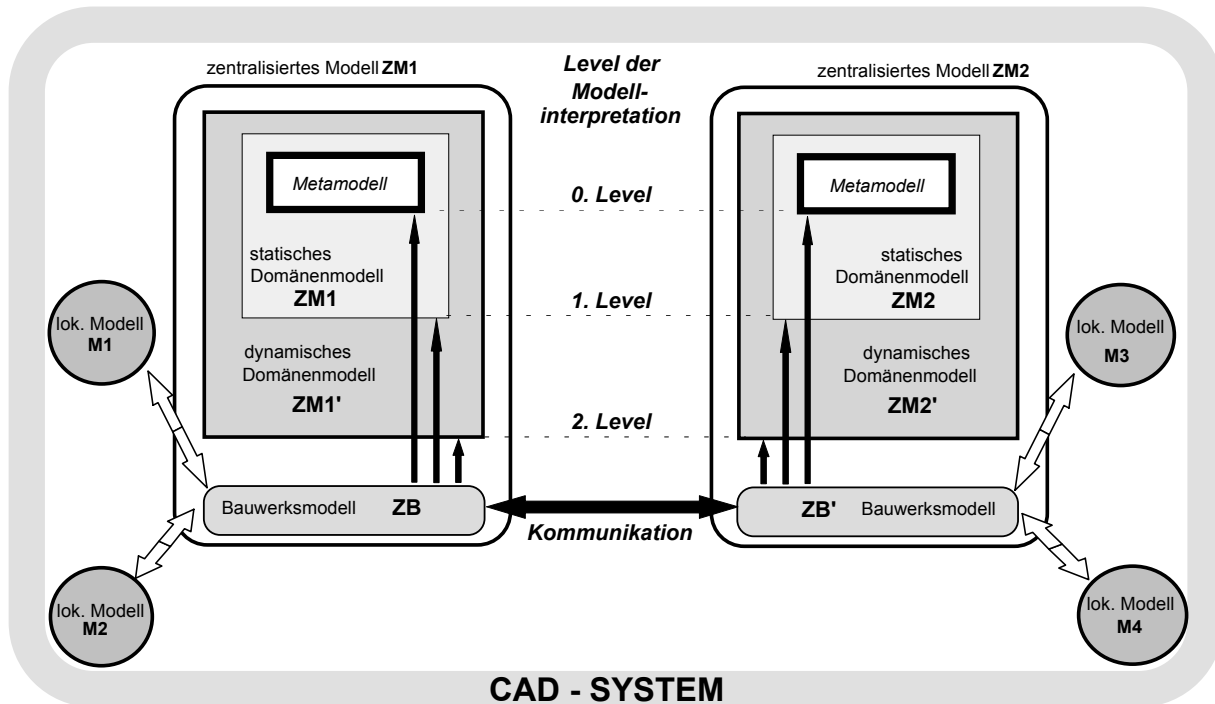 zentralisiertes Modell ZM1
Level der
Modell-
interpretation
zentralisiertes Modell ZM2
Metamodell
0. Level
Metamodell
statisches
Domänenmodell
ZM1
statisches
Domänenmodell
ZM2
1. Level
lok. Modell
M1
lok. Modell
M3
dynamisches
Domänenmodell
ZM1'
dynamisches
Domänenmodell
ZM2'
2. Level
Bauwerksmodell ZB
Kommunikation
ZB' Bauwerksmodell
lok. Modell
M2
lok. Modell
M4
CAD - SYSTEM